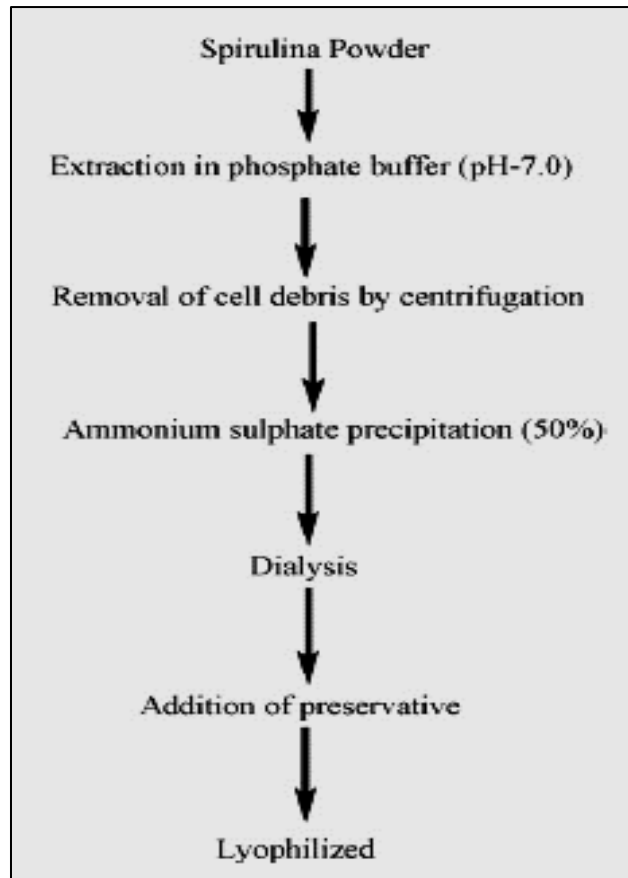 Spirulina Powder
Extraction in phosphate buffer (pH-7.0)
Removal of cell debris by centrifugation
Ammonium sulphate precipitation (50%)
Dialysis
Addition of preservative
Lyophilized